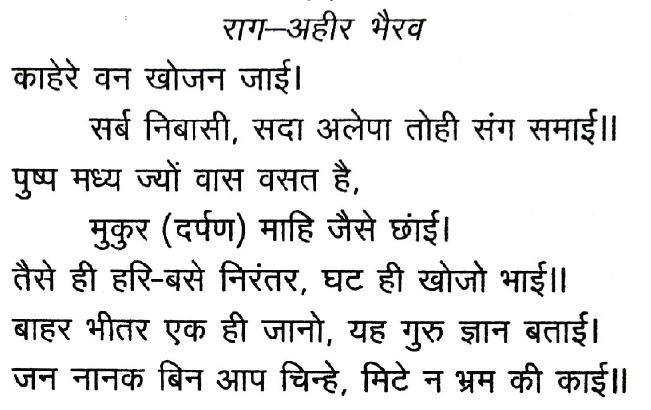 राग–अहीर भैरव
काहेरे वन खोजन जाई।
सर्ब निबासी, सदा अलेपा तोही संग समाई॥
पुष्प मध्य ज्यों वास वसत है,
मुकुर (दर्पण) माहि जैसे छांई।
तैसे ही हरि-बसे निरंतर, घट ही खोजो भाई॥
बाहर भीतर एक ही जानो, यह गुरु ज्ञान बताई।
जन नानक बिन आप चिन्हे, मिटे न भ्रम की काई॥